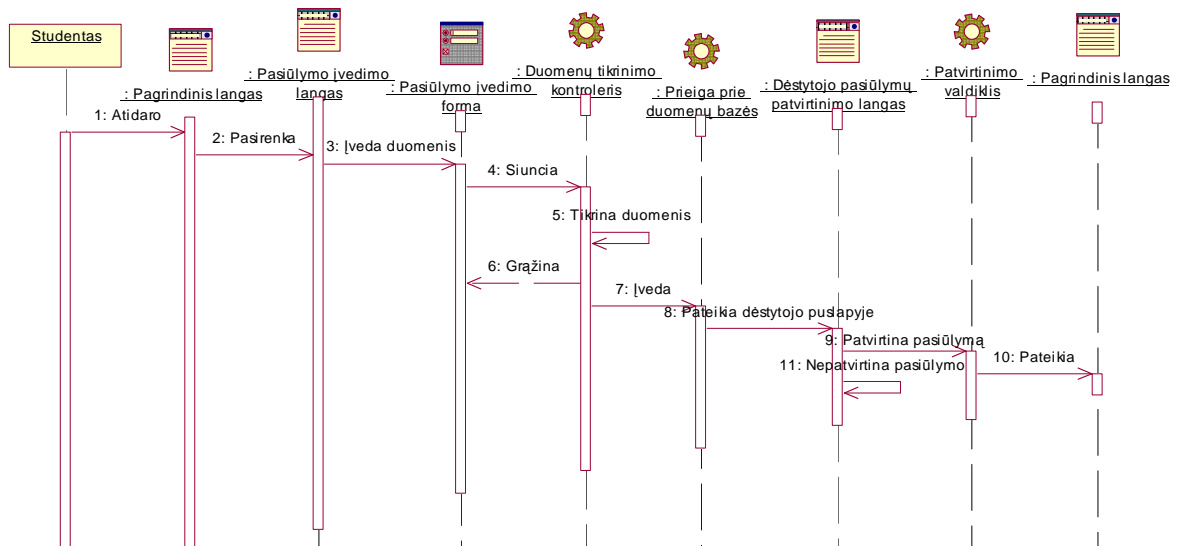 Studentas
: Pagrindinis langas
: Pasiūlymo įvedimo
langas
: Pasiūlymo įvedimo
forma
: Duomenų tikrinimo
kontroleris
: Prieiga prie
duomenų bazės
: Dėstytojo pasiūlymų
patvirtinimo langas
: Patvirtinimo
valdiklis
: Pagrindinis langas
1: Atidaro
2: Pasirenka
3: Įveda duomenis
4: Siuncia
5: Tikrina duomenis
6: Grąžina
7: Įveda
8: Pateikia dėstytojo puslapyje
9: Patvirtina pasiūlymą
10: Pateikia
11: Nepatvirtina pasiūlymo